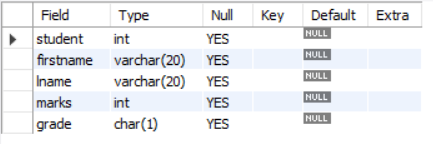 Field Type Null Key Default Extra
student int YES NULL
firstname varchar(20) YES NULL
lname varchar(20) YES NULL
marks int YES NULL
grade char(1) YES NULL